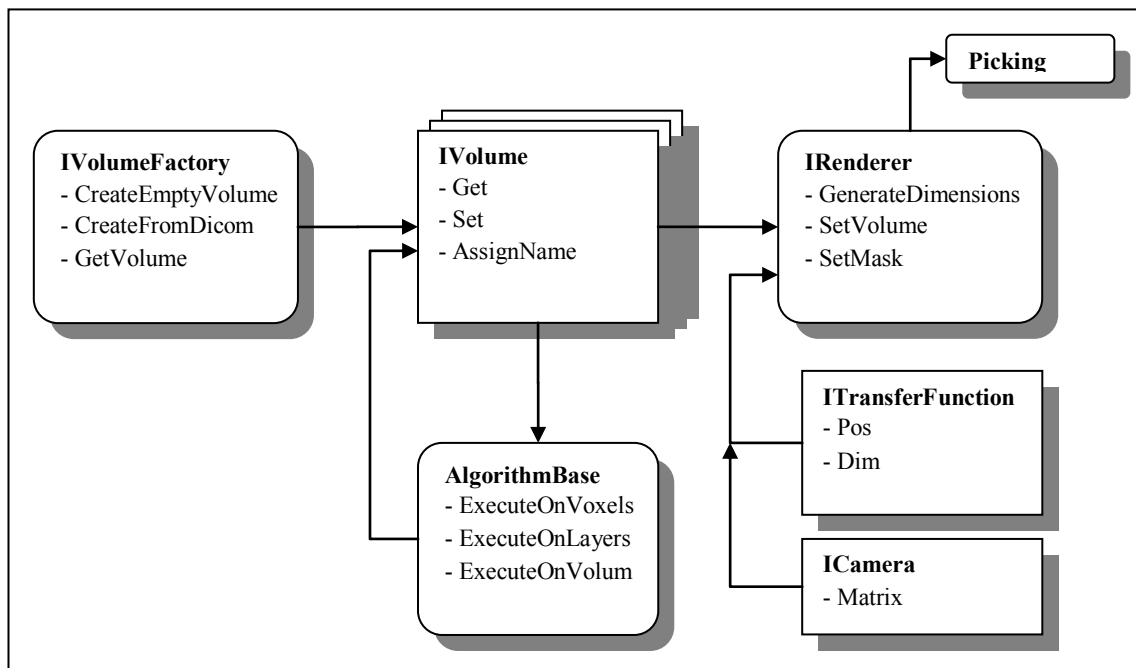 Picking
IVolumeFactory
- CreateEmptyVolume
- CreateFromDicom
- GetVolume
IVolume
- Get
- Set
- AssignName
IRenderer
- GenerateDimensions
- SetVolume
- SetMask
AlgorithmBase
- ExecuteOnVoxels
- ExecuteOnLayers
- ExecuteOnVolum
ITransferFunction
- Pos
- Dim
ICamera
- Matrix